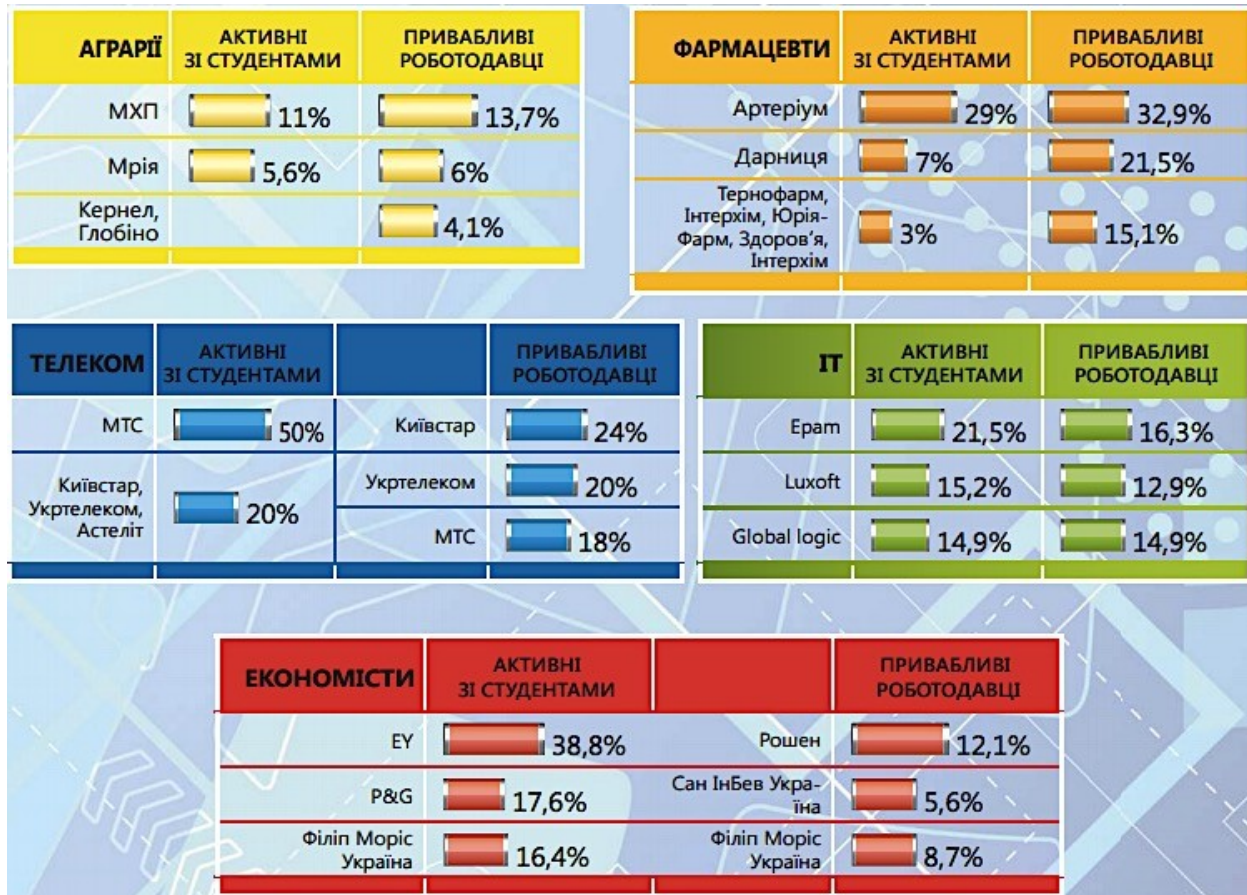 АГРАРІЇ
АКТИВНІ
ЗІ СТУДЕНТАМИ
ПРИВАБЛИВІ
РОБОТОДАВЦІ
МХП 11% 13,7%
Мрія 5,6% 6%
Кернел,
Глобіно
4,1%
ФАРМАЦЕВТИ
АКТИВНІ
ЗІ СТУДЕНТАМИ
ПРИВАБЛИВІ
РОБОТОДАВЦІ
Артеріум 29% 32,9%
Дарниця 7% 21,5%
Тернофарм,
Інтерхім, Юрія-
Фарм, Здоров’я,
Інтерхім
3% 15,1%
ТЕЛЕКОМ
АКТИВНІ
ЗІ СТУДЕНТАМИ
ПРИВАБЛИВІ
РОБОТОДАВЦІ
МТС 50%
Київстар,
Укртелеком,
Астеліт
20%
Київстар 24%
Укртелеком 20%
МТС 18%
ІТ
АКТИВНІ
ЗІ СТУДЕНТАМИ
ПРИВАБЛИВІ
РОБОТОДАВЦІ
Epam 21,5% 16,3%
Luxoft 15,2% 12,9%
Global logic 14,9% 14,9%
ЕКОНОМІСТИ
АКТИВНІ
ЗІ СТУДЕНТАМИ
ПРИВАБЛИВІ
РОБОТОДАВЦІ
EY 38,8%
Рошен 12,1%
P&G 17,6%
Сан ІнБев Укра-
їна
5,6%
Філіп Моріс
Україна
16,4%
Філіп Моріс
Україна
8,7%